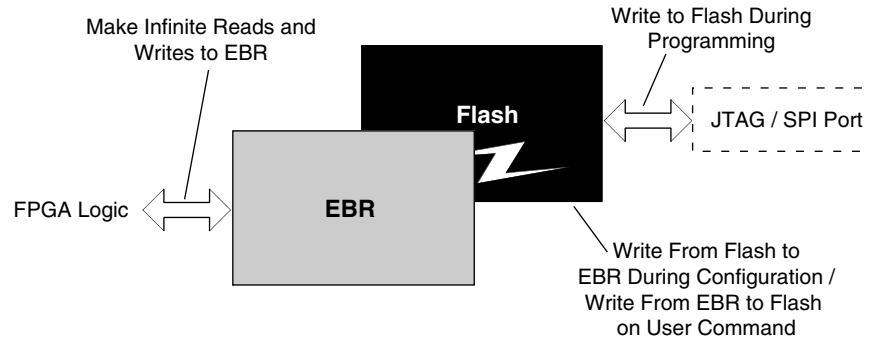 Make Infinite Reads and
Writes to EBR
Write to Flash During
Programming
Flash
JTAG / SPI Port
FPGA Logic
EBR
Write From Flash to
EBR During Configuration /
Write From EBR to Flash
on User Command